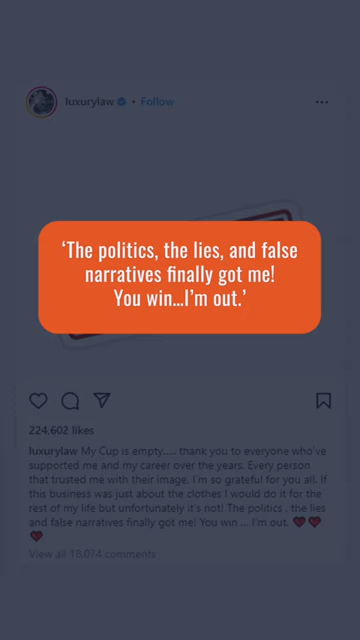 luxurylaw • Follow
‘The politics, the lies, and false
narratives finally got me!
You win...I’m out.’
224,602 likes
luxurylaw My Cup is empty..... thank you to everyone who've
supported me and my career over the years. Every person
that trusted me with their image, I'm so grateful for you all. If
this business was just about the clothes I would do it for the
rest of my life but unfortunately it's not! The politics , the lies
and false narratives finally got me! You win ... I'm out. ❤️❤️
❤️
View all 18,074 comments